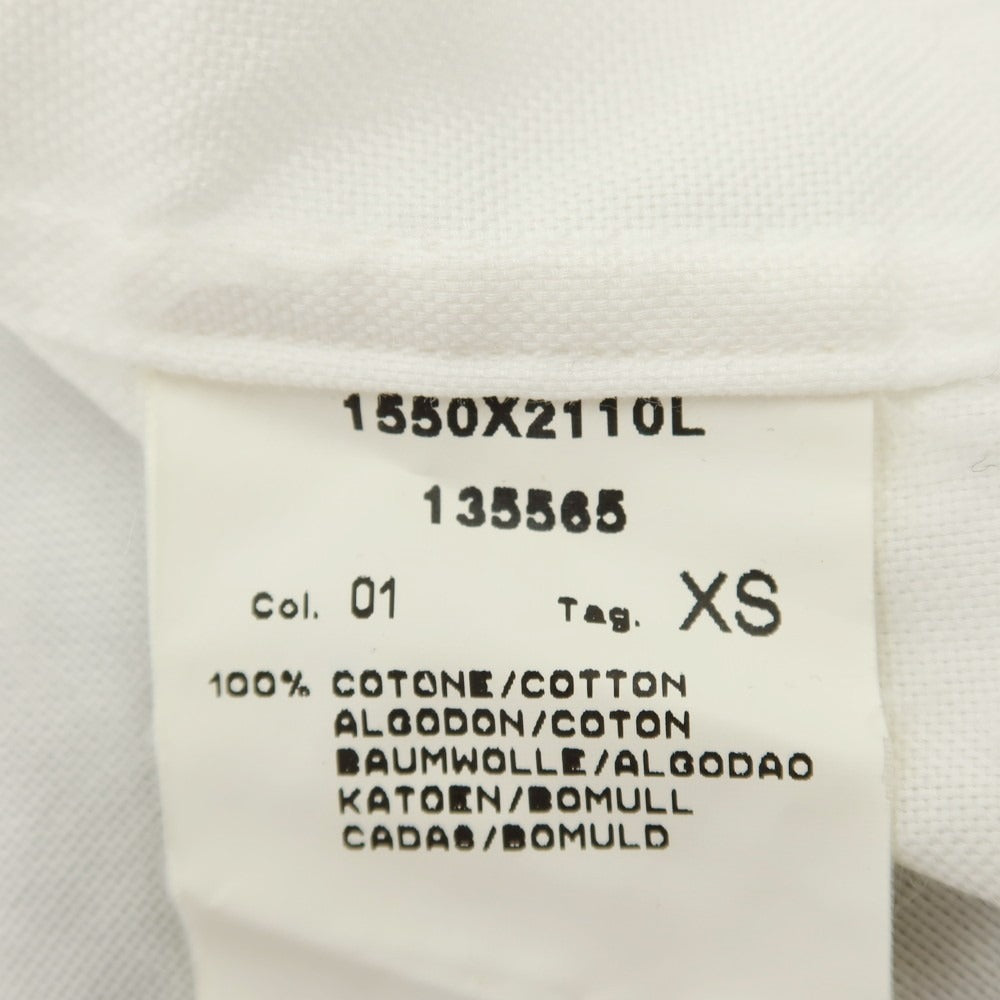 1550X2110L
135565
Col. 01 Tag. XS
100% COTONE/COTTON
ALGODON/COTON
BAUMWOLLE/ALGODAO
KATOEN/BOMULL
CADAS/BOMULD